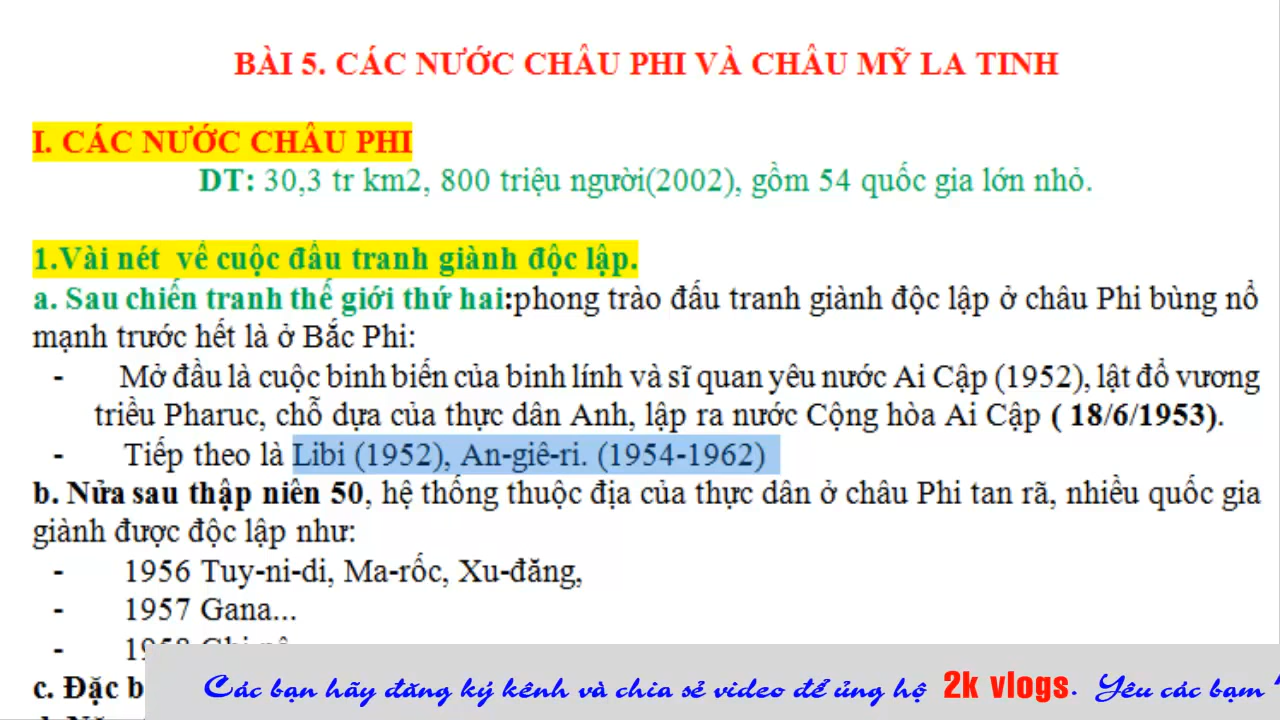 BÀI 5. CÁC NƯỚC CHÂU PHI VÀ CHÂU MỸ LA TINH
I. CÁC NƯỚC CHÂU PHI
DT: 30,3 tr km2, 800 triệu người(2002), gồm 54 quốc gia lớn nhỏ.
1.Vài nét về cuộc đấu tranh giành độc lập.
a. Sau chiến tranh thế giới thứ hai:phong trào đấu tranh giành độc lập ở châu Phi bùng nổ
mạnh trước hết là ở Bắc Phi:
- Mở đầu là cuộc binh biến của binh lính và sĩ quan yêu nước Ai Cập (1952), lật đổ vương
triều Pharuc, chỗ dựa của thực dân Anh, lập ra nước Cộng hòa Ai Cập ( 18/6/1953).
- Tiếp theo là Libi (1952), An-giê-ri. (1954-1962)
b. Nửa sau thập niên 50, hệ thống thuộc địa của thực dân ở châu Phi tan rã, nhiều quốc gia
giành được độc lập như:
- 1956 Tuy-ni-di, Ma-rốc, Xu-đăng,
- 1957 Gana...
-
c. Đặc
Các bạn hãy đăng ký kênh và chia sẻ video để ủng hộ 2k vlogs. Yêu các bạm